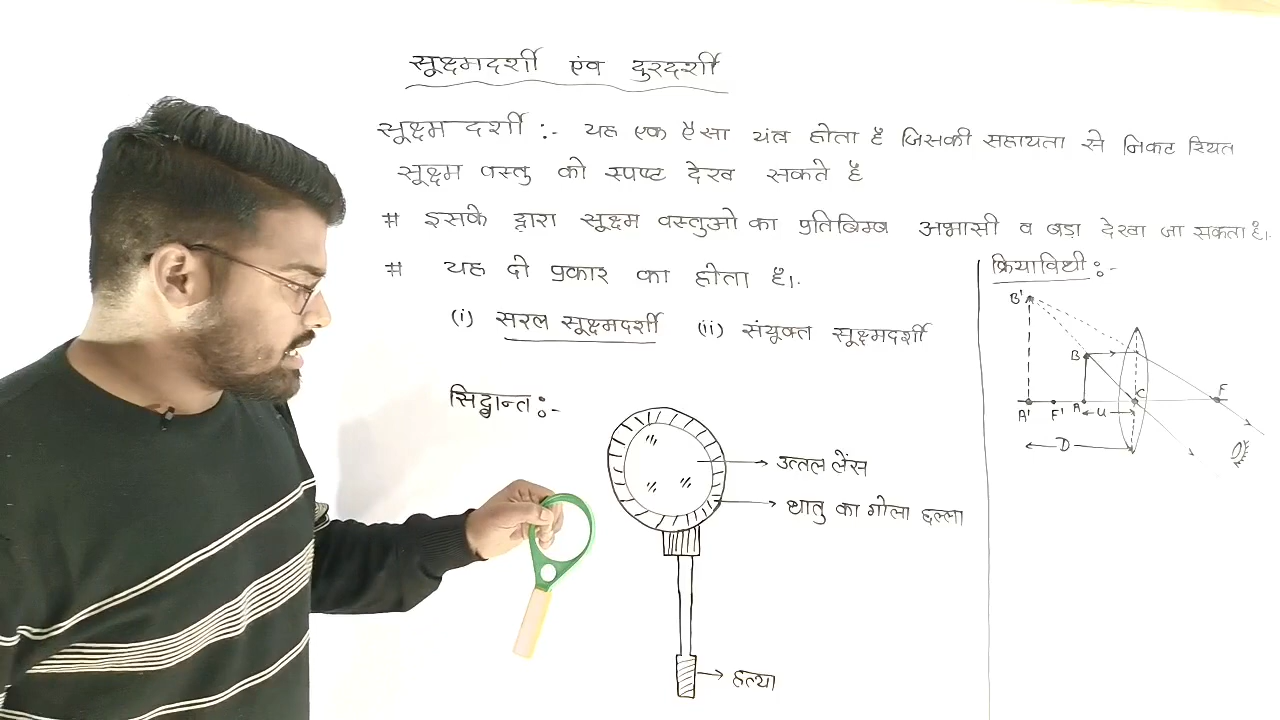 सूक्ष्मदर्शी एंव दुरदर्शी
सूक्ष्म दर्शी :- यह एक ऐसा यंत्र होता है जिसकी सहायता से निकट स्थित
सूक्ष्म वस्तु को स्पष्ट देख सकते है
# इसके द्वारा सूक्ष्म वस्तुओ का प्रतिबिम्ब अभासी व बड़ा देखा जा सकता है।
# यह दो प्रकार का होता है।
(i) सरल सूक्ष्मदर्शी (ii) संयुक्त सूक्ष्मदर्शी
सिद्धान्त :-
उत्तल लेंस
धातु का गोला छल्ला
हत्था
क्रियाविधी :-
B'
B
A' F' A u C F
D